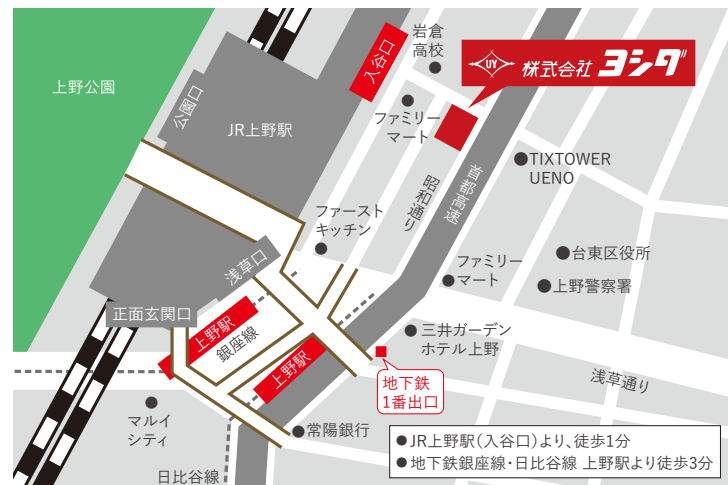 岩倉
高校
入谷口
UY
株式会社 ヨシダ
上野公園
公園口
JR上野駅
ファミリー
マート
昭和通り
首都高速
TIXTOWER
UENO
ファースト
キッチン
浅草口
ファミリー
マート
台東区役所
上野警察署
正面玄関口
上野駅
銀座線
上野駅
三井ガーデン
ホテル上野
地下鉄
1番出口
浅草通り
マルイ
シティ
常陽銀行
日比谷線
●JR上野駅(入谷口)より、徒歩1分
●地下鉄銀座線・日比谷線 上野駅より徒歩3分